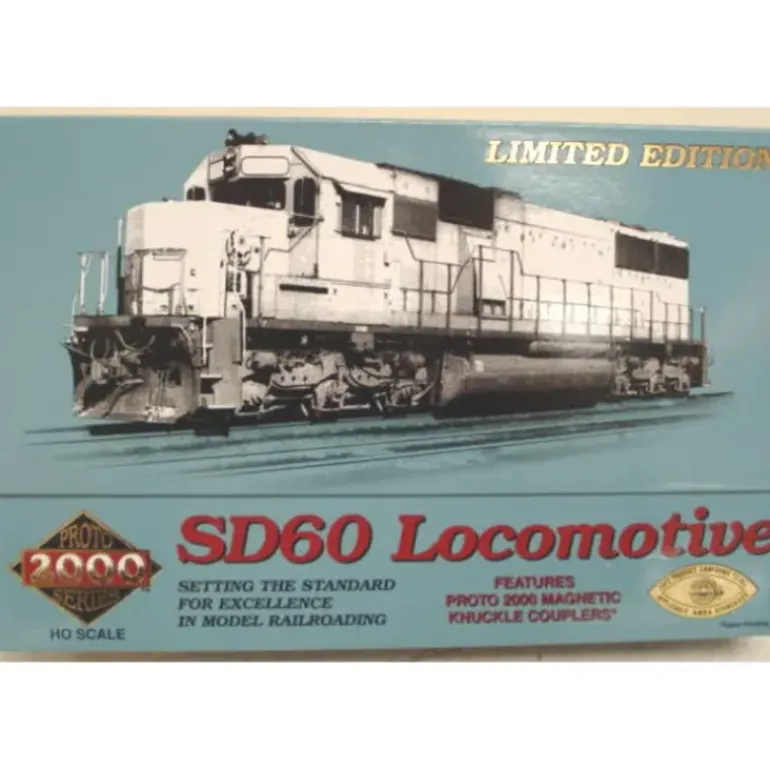 LIMITED EDITION
PROTO
2000
SERIES
HO SCALE
SD60 Locomotive
SETTING THE STANDARD
FOR EXCELLENCE
IN MODEL RAILROADING
FEATURES
PROTO 2000 MAGNETIC
KNUCKLE COUPLERS*